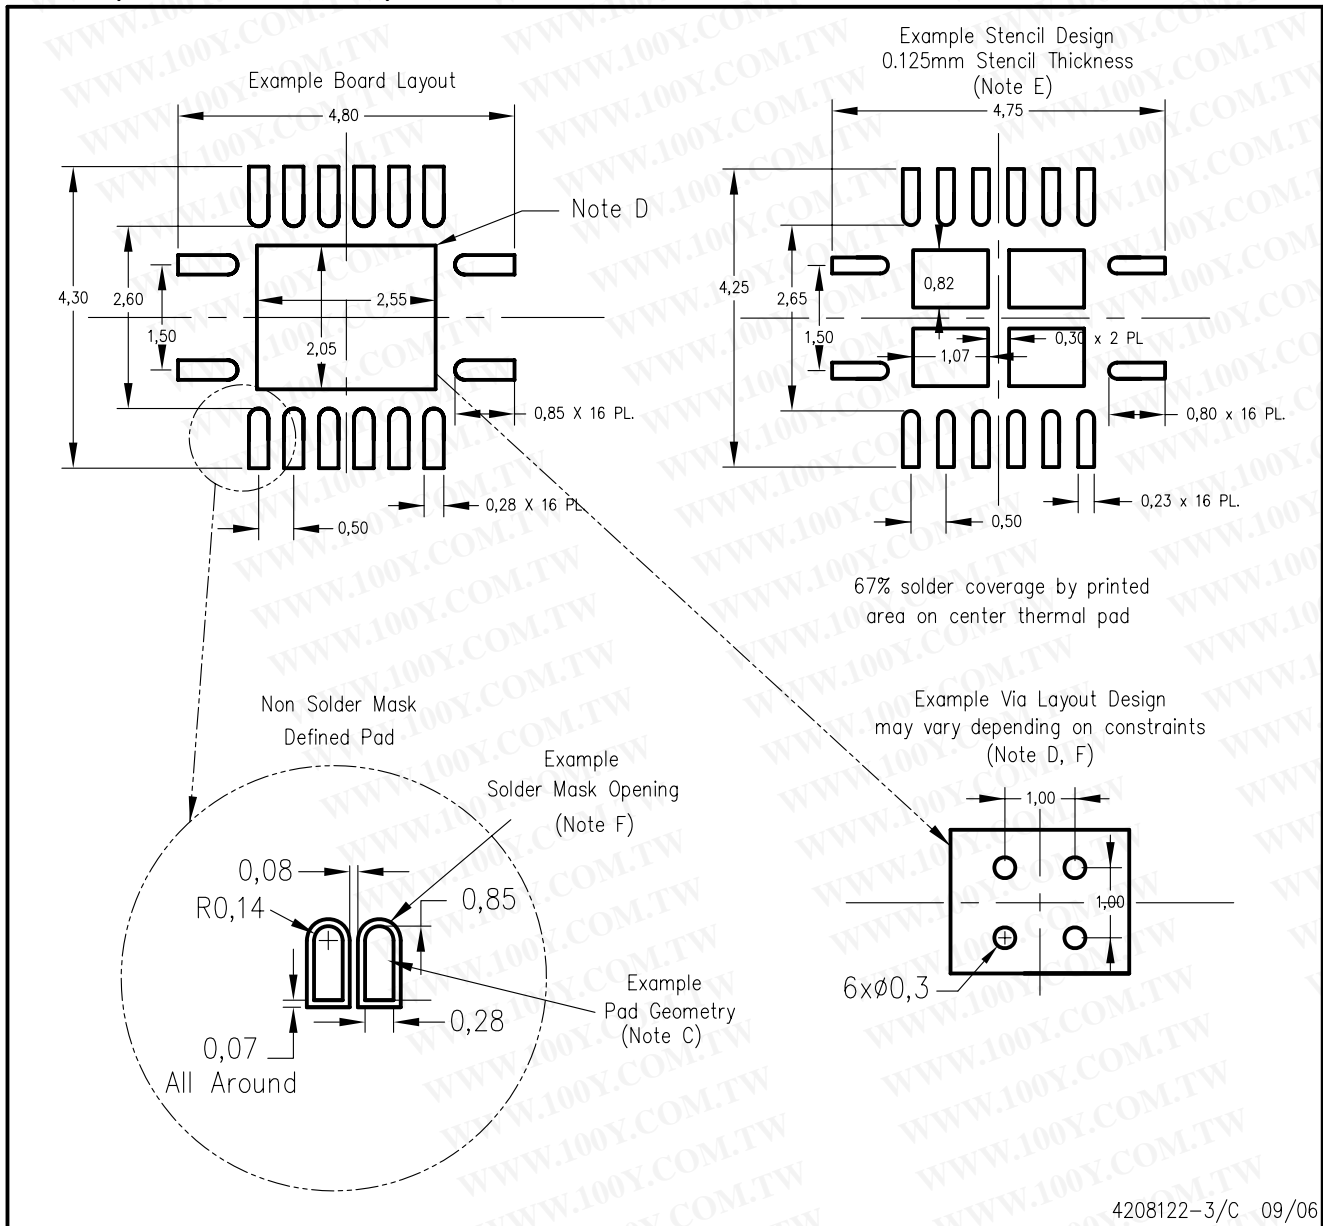 Example Board Layout
4,80
4,30
2,60
1,50
2,55
2,05
Note D
0,85 X 16 PL.
0,28 X 16 PL
0,50
Example Stencil Design
0.125mm Stencil Thickness
(Note E)
4,75
4,25
2,65
1,50
0,82
0,30 x 2 PL
1,07
0,80 x 16 PL.
0,23 x 16 PL.
0,50
67% solder coverage by printed
area on center thermal pad
Non Solder Mask
Defined Pad
Example
Solder Mask Opening
(Note F)
0,08
R0,14
0,85
Example
Pad Geometry
(Note C)
0,28
0,07
All Around
Example Via Layout Design
may vary depending on constraints
(Note D, F)
1,00
1,00
6xø0,3
4208122-3/C 09/06
WWW.100Y.COM.TW